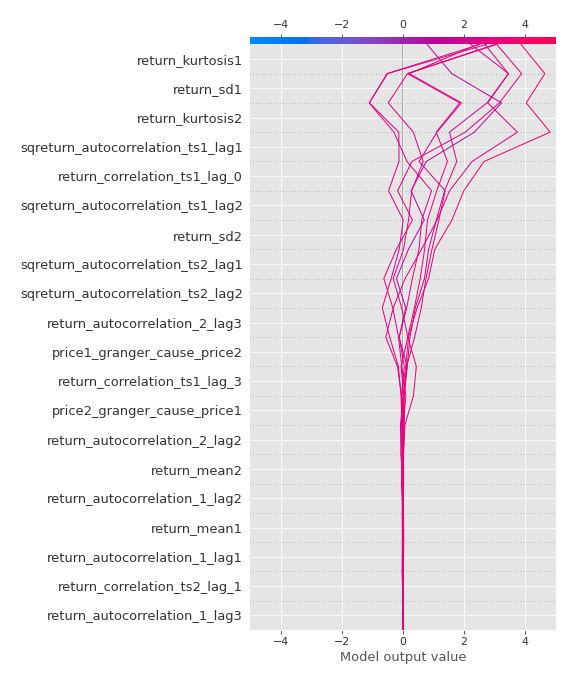 −4 −2 0 2 4
return_kurtosis1
return_sd1
return_kurtosis2
sqreturn_autocorrelation_ts1_lag1
return_correlation_ts1_lag_0
sqreturn_autocorrelation_ts1_lag2
return_sd2
sqreturn_autocorrelation_ts2_lag1
sqreturn_autocorrelation_ts2_lag2
return_autocorrelation_2_lag3
price1_granger_cause_price2
return_correlation_ts1_lag_3
price2_granger_cause_price1
return_autocorrelation_2_lag2
return_mean2
return_autocorrelation_1_lag2
return_mean1
return_autocorrelation_1_lag1
return_correlation_ts2_lag_1
return_autocorrelation_1_lag3
−4 −2 0 2 4
Model output value